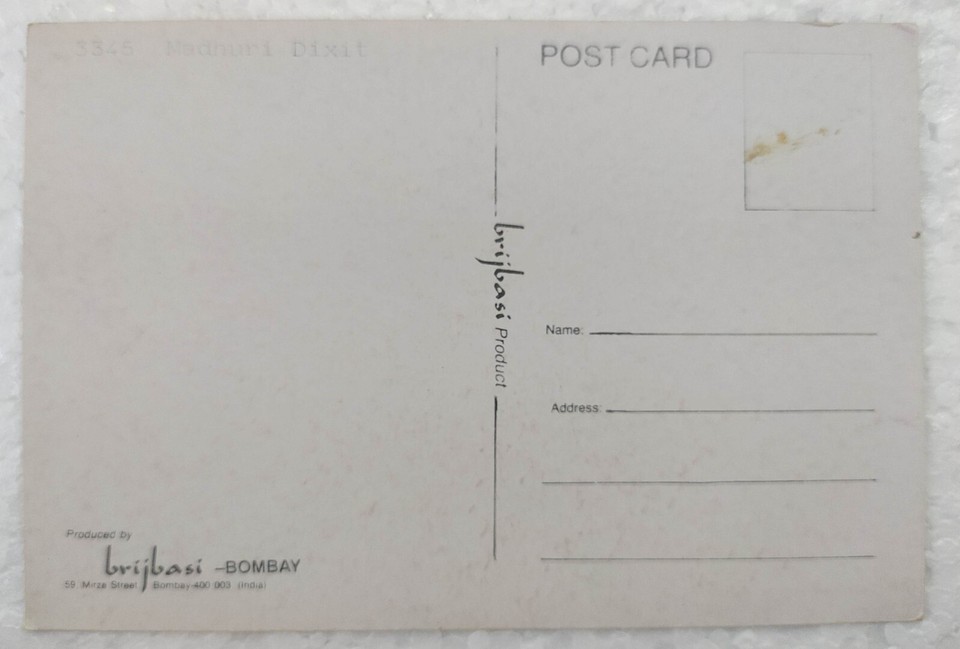 3345 Madhuri Dixit
POST CARD
brijbasi Product
Name:
Address:
Produced by
brijbasi –BOMBAY
59, Mirza Street, Bombay-400 003 (India)